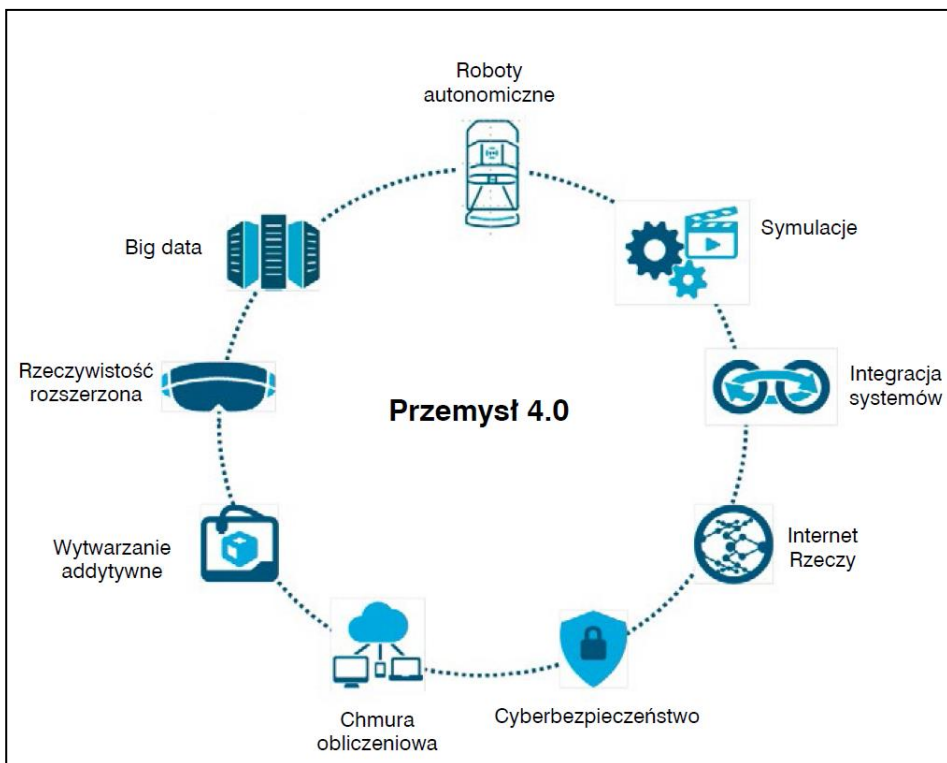 Roboty
autonomiczne
Symulacje
Big data
Rzeczywistość
rozszerzona
Integracja
systemów
Przemysł 4.0
Wytwarzanie
addytywne
Internet
Rzeczy
Chmura
obliczeniowa
Cyberbezpieczeństwo